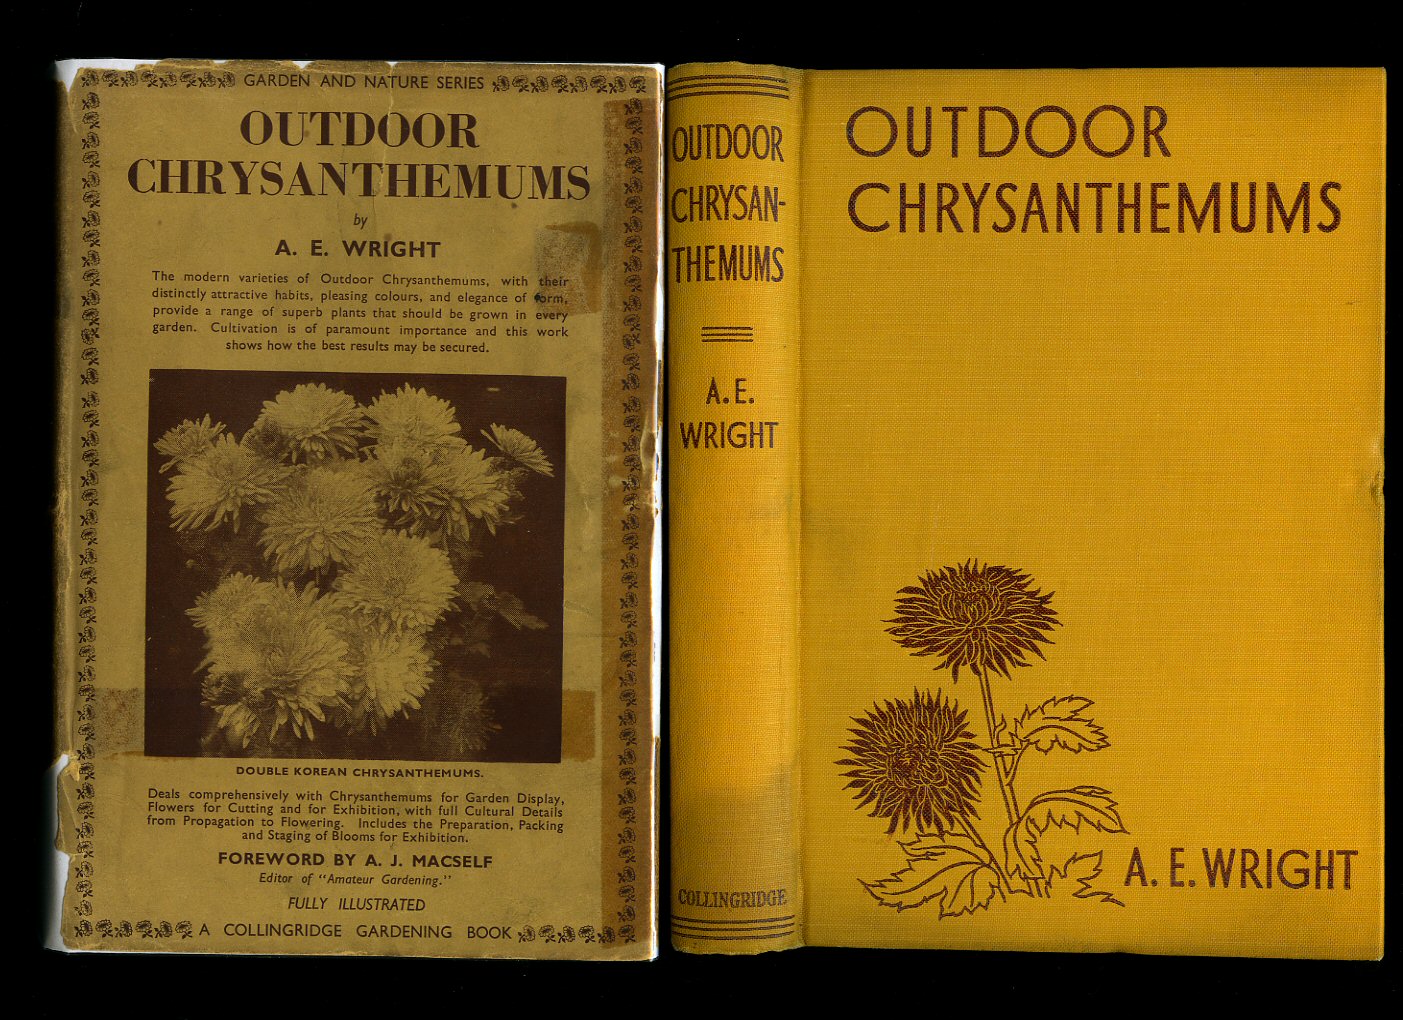 GARDEN AND NATURE SERIES
OUTDOOR
CHRYSANTHEMUMS
by
A. E. WRIGHT
The modern varieties of Outdoor Chrysanthemums, with their
distinctly attractive habits, pleasing colours, and elegance of form,
provide a range of superb plants that should be grown in every
garden. Cultivation is of paramount importance and this work
shows how the best results may be secured.
DOUBLE KOREAN CHRYSANTHEMUMS.
Deals comprehensively with Chrysanthemums for Garden Display,
Flowers for Cutting and for Exhibition, with full Cultural Details
from Propagation to Flowering. Includes the Preparation, Packing
and Staging of Blooms for Exhibition.
FOREWORD BY A. J. MACSELF
Editor of "Amateur Gardening."
FULLY ILLUSTRATED
A COLLINGRIDGE GARDENING BOOK
OUTDOOR
CHRYSAN-
THEMUMS
A. E.
WRIGHT
COLLINGRIDGE
OUTDOOR
CHRYSANTHEMUMS
A. E. WRIGHT